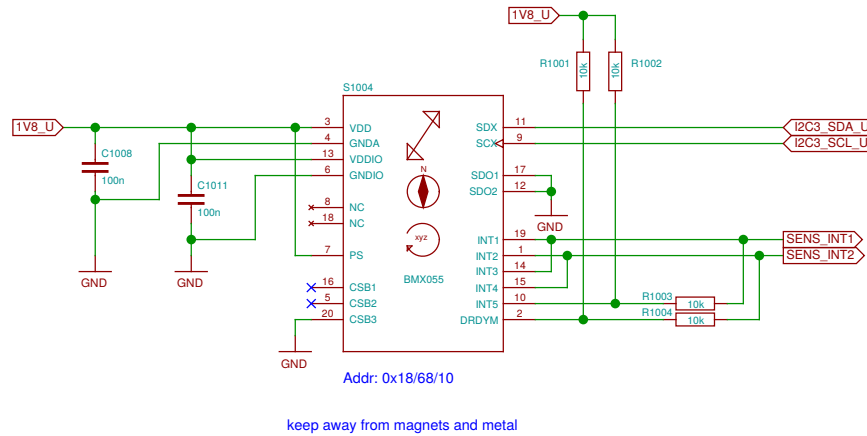 1V8_U
R1001
10k
10k
R1002
S1004
1V8_U
3
VDD
SDX
11
I2C3_SDA_U
4
GNDA
SCX
9
I2C3_SCL_U
C1008
100n
13
VDDIO
6
GNDIO
SDO1
17
C1011
100n
N
SDO2
12
8
NC
GND
18
NC
xyz
INT1
19
SENS_INT1
7
PS
INT2
1
SENS_INT2
INT3
14
GND
GND
BMX055
16
CSB1
INT4
15
5
CSB2
INT5
10
R1003
10k
20
CSB3
DRDYM
2
R1004
10k
GND
Addr: 0x18/68/10
keep away from magnets and metal